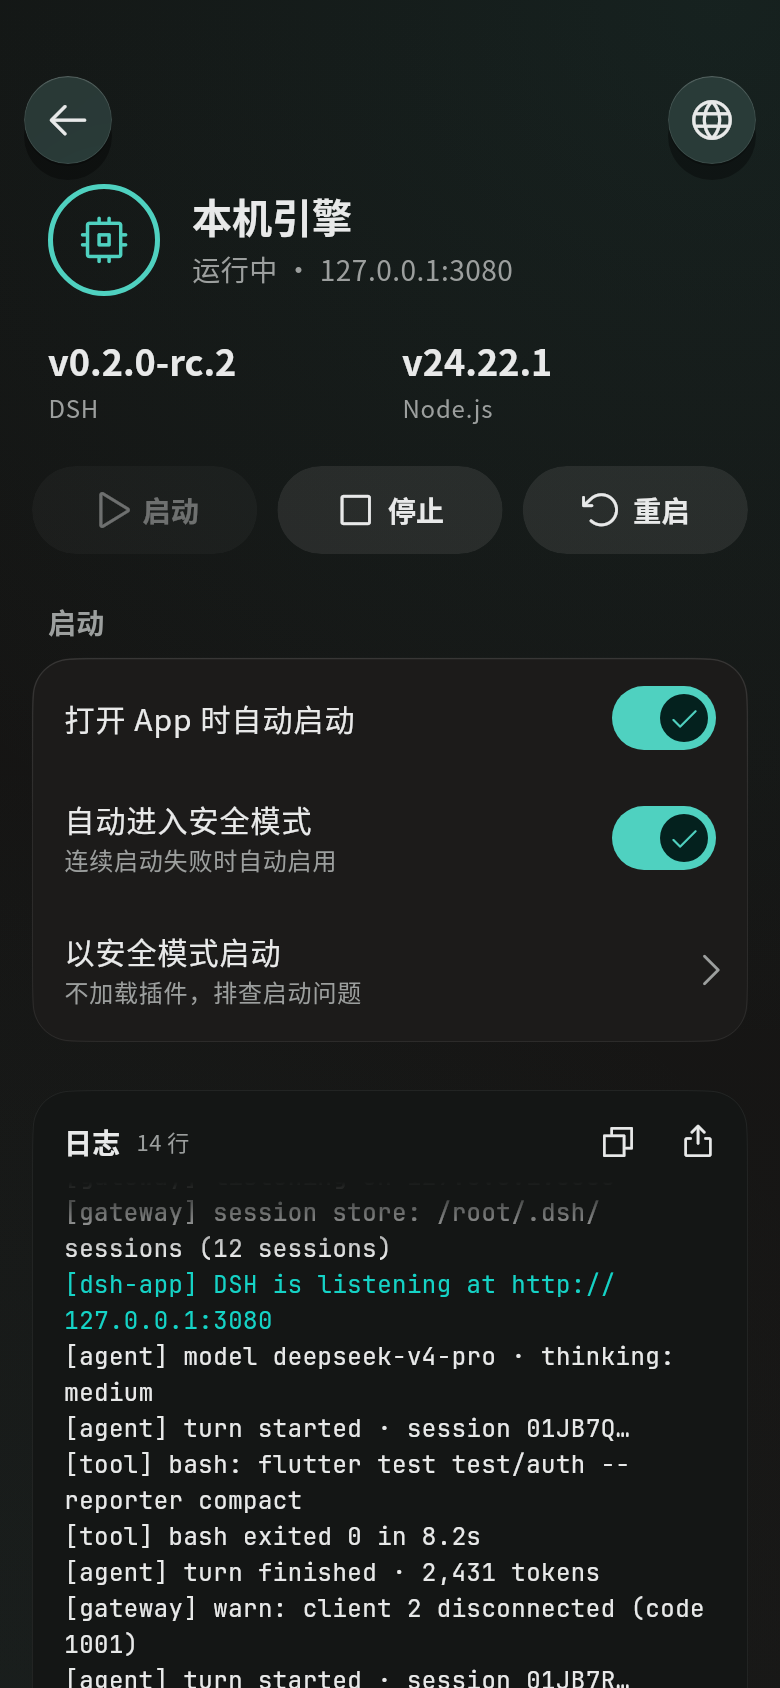 本机引擎
运行中 • 127.0.0.1:3080
v0.2.0-rc.2
DSH
v24.22.1
Node.js
启动
停止
重启
启动
打开 App 时自动启动
自动进入安全模式
连续启动失败时自动启用
以安全模式启动
不加载插件，排查启动问题
日志 14 行
[gateway] session store: /root/.dsh/
sessions (12 sessions)
[dsh-app] DSH is listening at http://
127.0.0.1:3080
[agent] model deepseek-v4-pro · thinking:
medium
[agent] turn started · session 01JB7Q…
[tool] bash: flutter test test/auth --
reporter compact
[tool] bash exited 0 in 8.2s
[agent] turn finished · 2,431 tokens
[gateway] warn: client 2 disconnected (code
1001)
[agent] turn started · session 01JB7R…